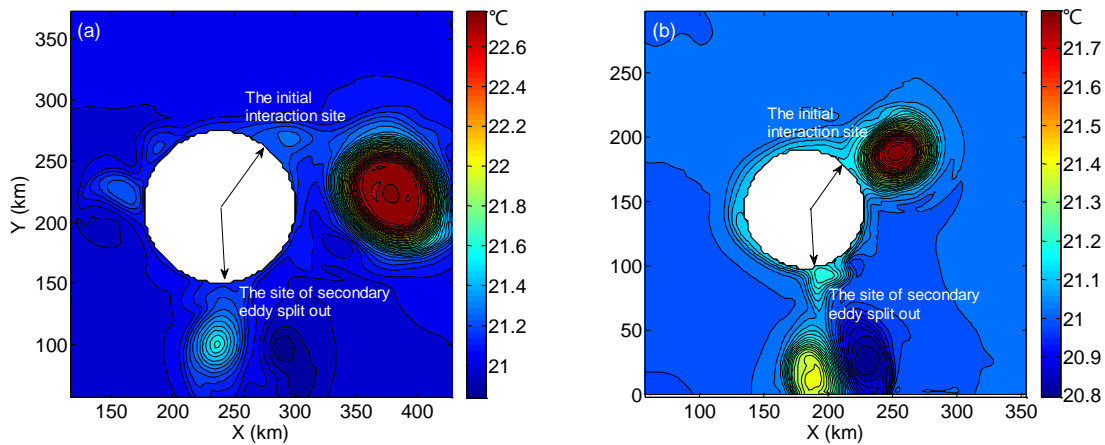 (a)
The initial
interaction site
The site of secondary
eddy split out
Y (km)
350
300
250
200
150
100
150
200
250
300
350
400
X (km)
°C
22.6
22.4
22.2
22
21.8
21.6
21.4
21.2
21
(b)
The initial
interaction site
The site of secondary
eddy split out
250
200
150
100
50
0
100
150
200
250
300
350
X (km)
°C
21.7
21.6
21.5
21.4
21.3
21.2
21.1
21
20.9
20.8